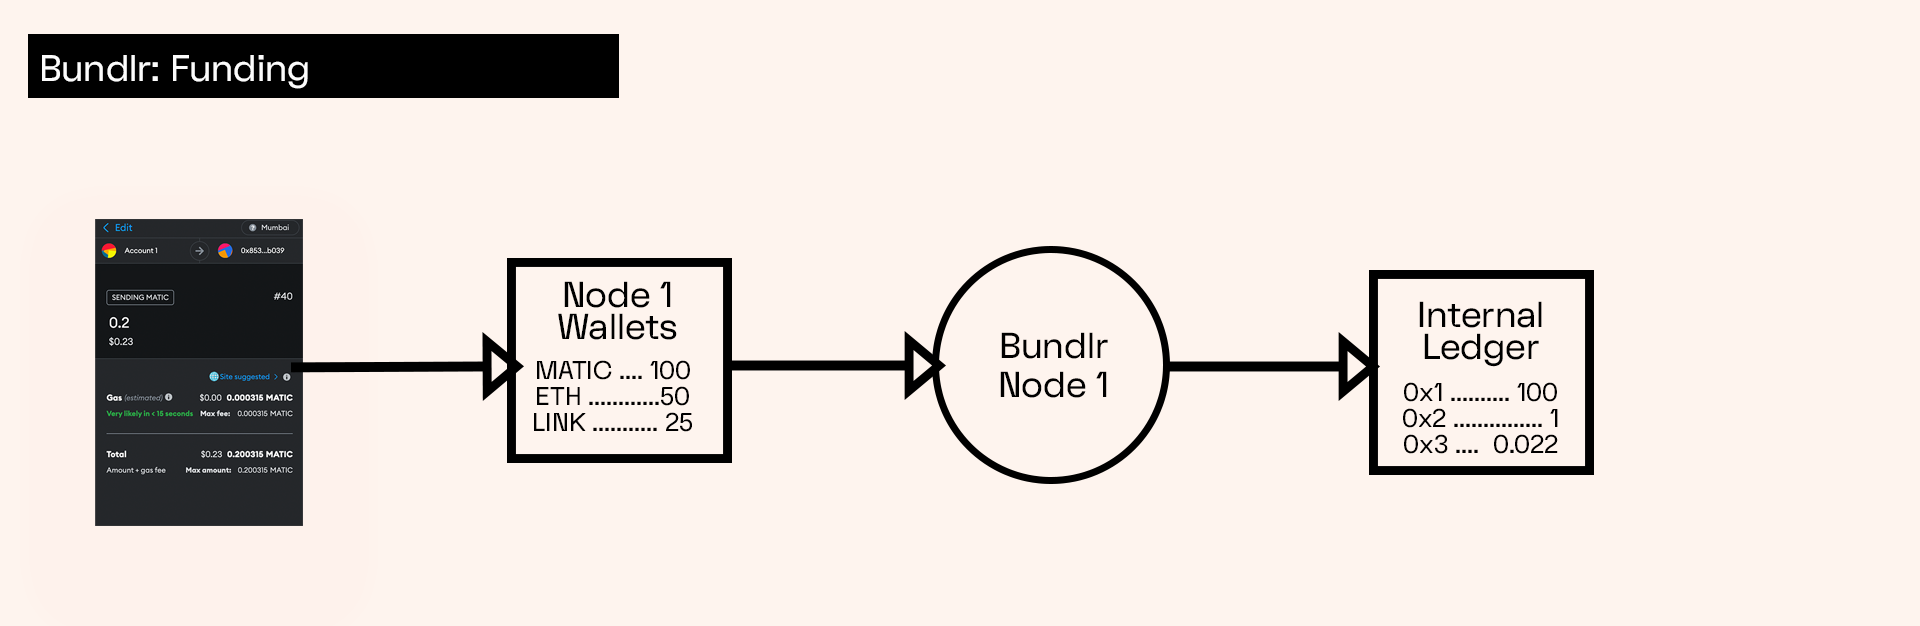 Bundlr: Funding
Edit
Mumbai
Account 1
0x853...b039
SENDING MATIC
#40
0.2
$0.23
Site suggested >
Gas (estimated) $0.00 0.000315 MATIC
Very likely in < 15 seconds Max fee: 0.000315 MATIC
Total $0.23 0.200315 MATIC
Amount + gas fee Max amount: 0.200315 MATIC
Node 1
Wallets
MATIC .... 100
ETH ............50
LINK ........... 25
Bundlr
Node 1
Internal
Ledger
0x1 .......... 100
0x2 ............... 1
0x3 .... 0.022